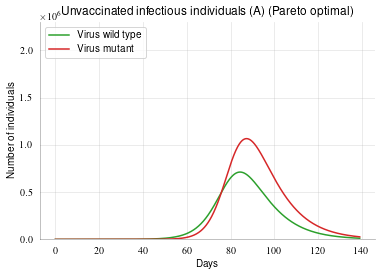 ×10⁶ Unvaccinated infectious individuals (A) (Pareto optimal)
Virus wild type
Virus mutant
Number of individuals
2.0
1.5
1.0
0.5
0.0
0 20 40 60 80 100 120 140
Days